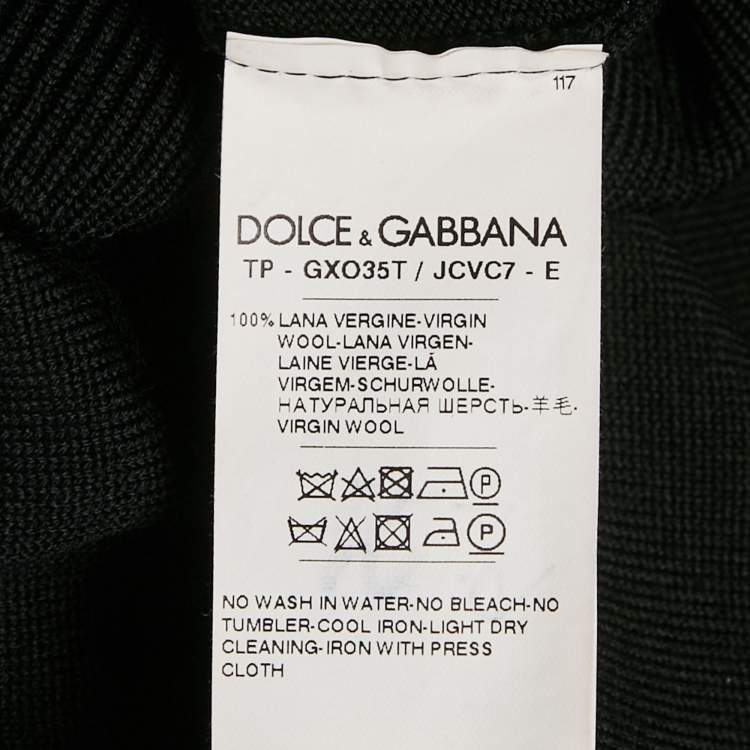 117
DOLCE & GABBANA
TP - GXO35T / JCVC7 - E
100% LANA VERGINE-VIRGIN
WOOL-LANA VIRGEN-
LAINE VIERGE-LÃ
VIRGEM-SCHURWOLLE-
НАТУРАЛЬНАЯ ШЕРСТЬ-羊毛-
VIRGIN WOOL
P
P
NO WASH IN WATER-NO BLEACH-NO
TUMBLER-COOL IRON-LIGHT DRY
CLEANING-IRON WITH PRESS
CLOTH